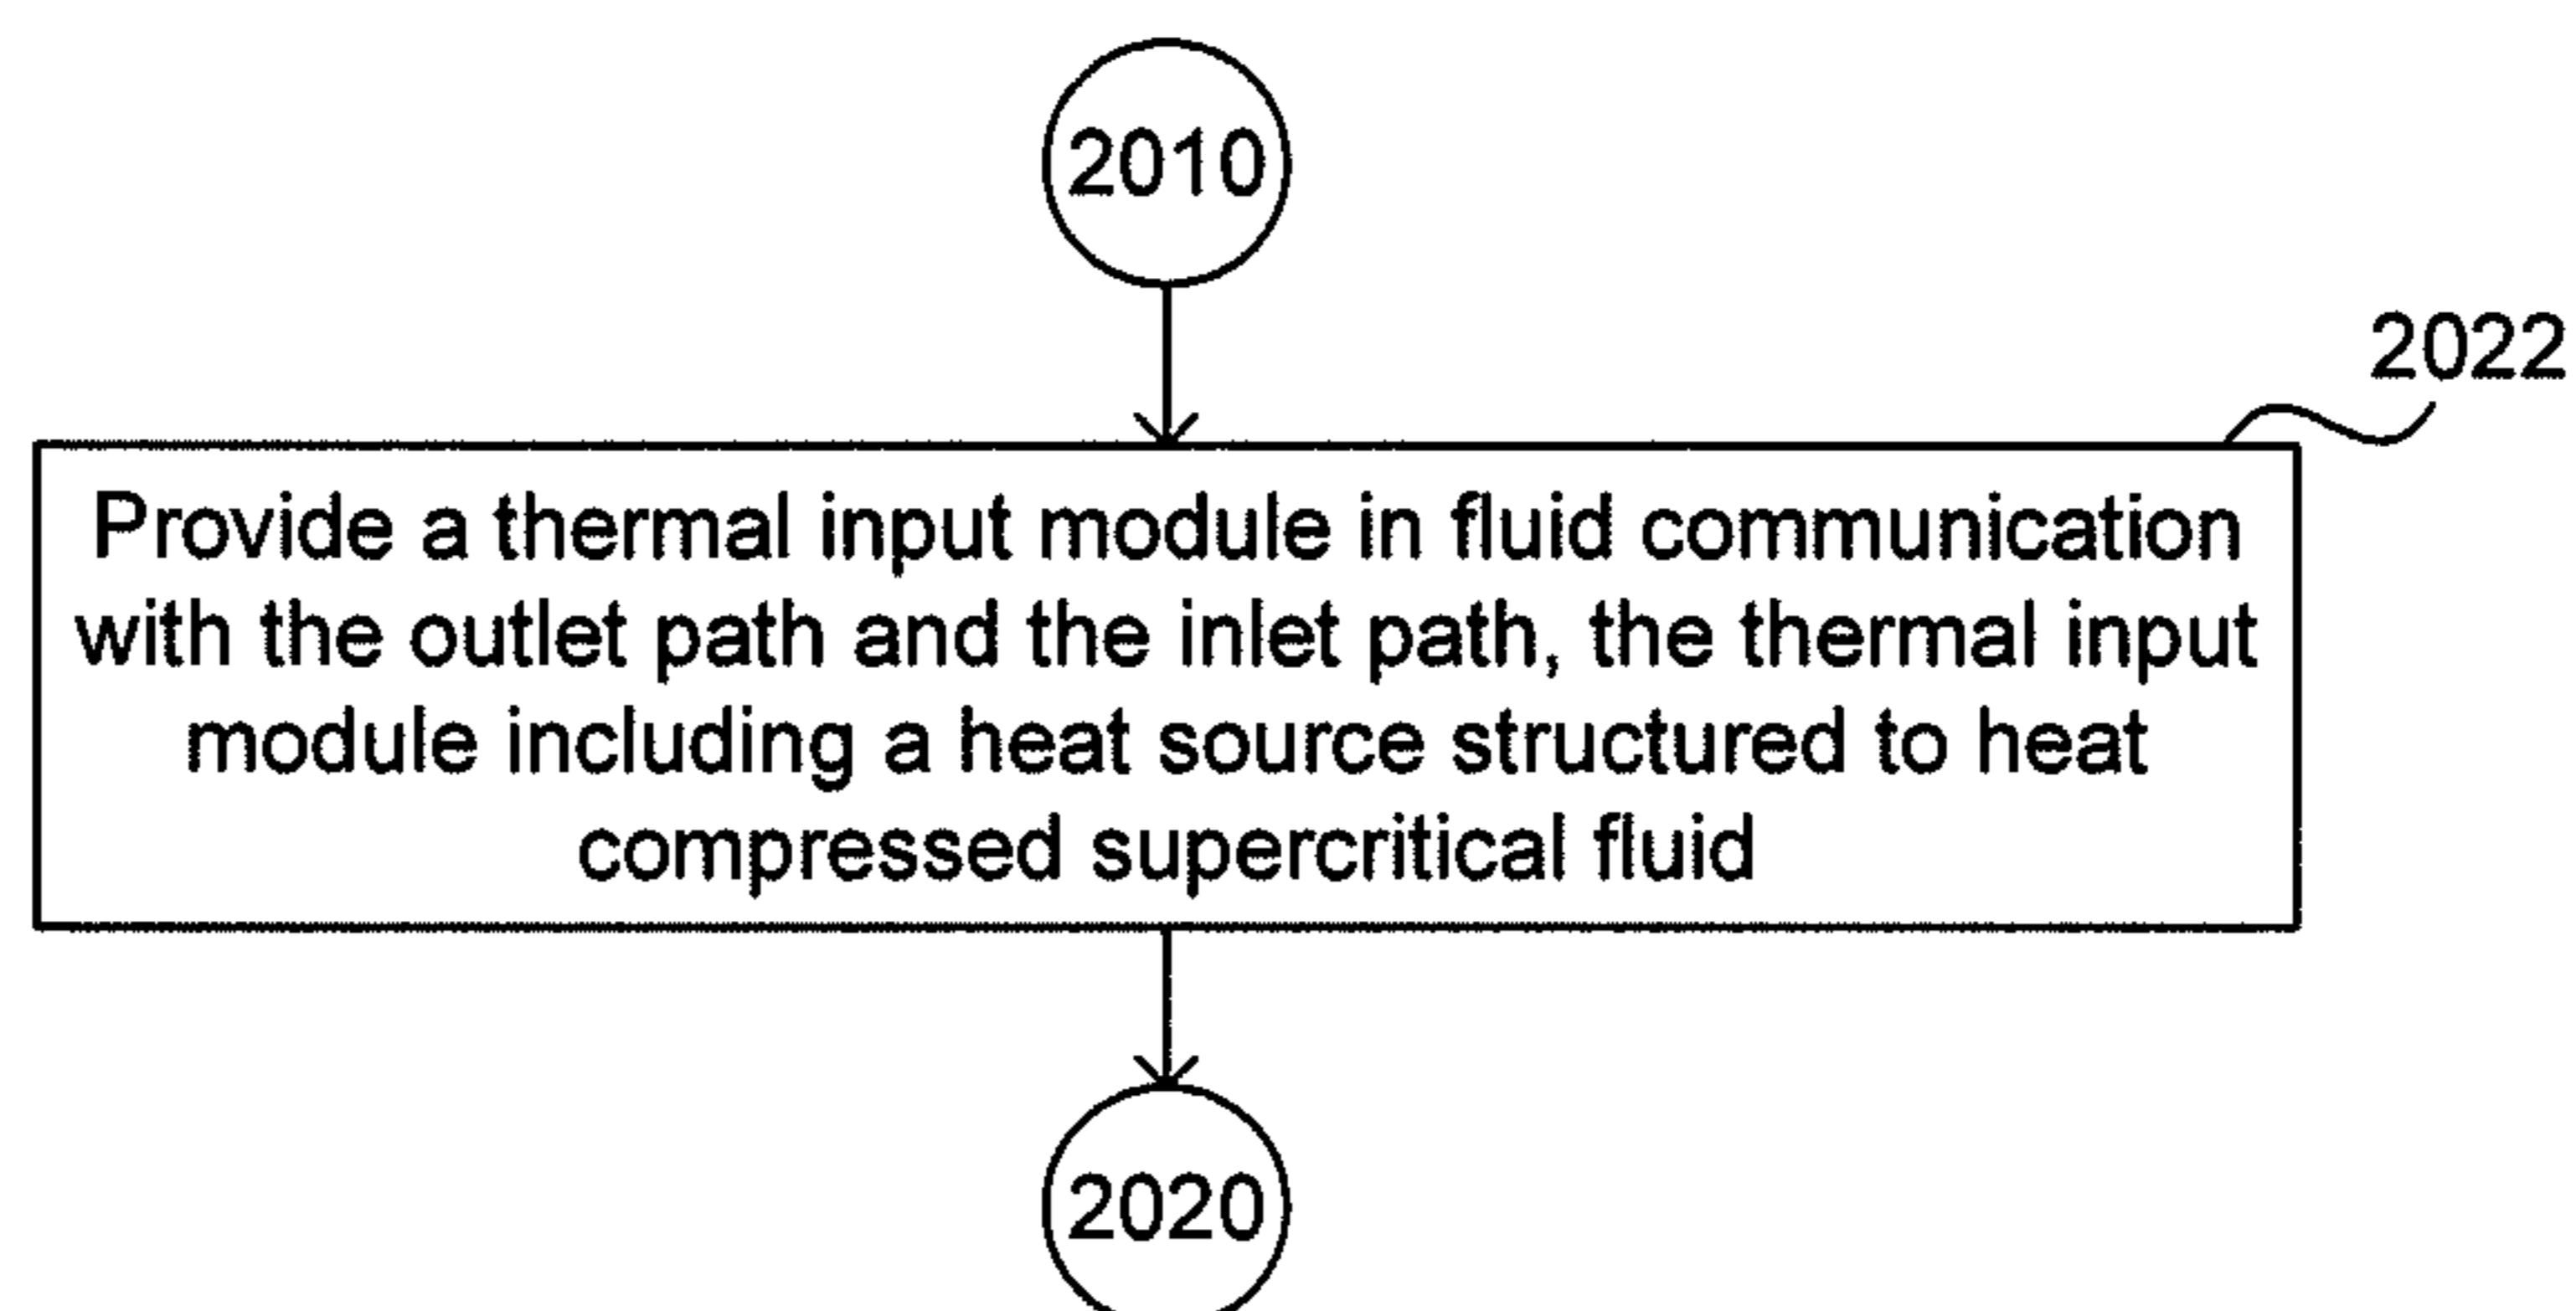 2010
2022
Provide a thermal input module in fluid communication
with the outlet path and the inlet path, the thermal input
module including a heat source structured to heat
compressed supercritical fluid
2020